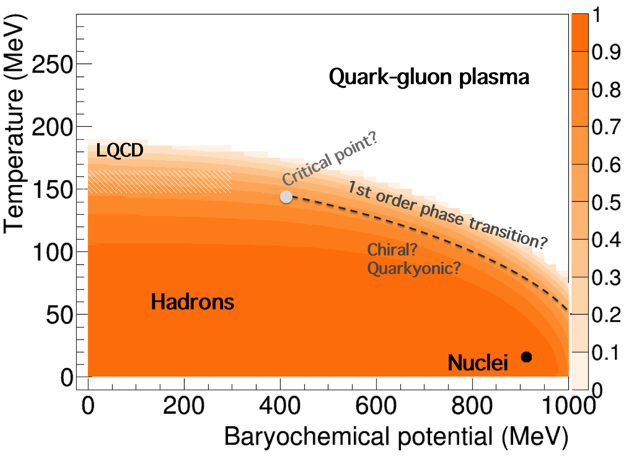 Temperature (MeV)
250
200
150
100
50
0
Quark-gluon plasma
LQCD
Critical point?
1st order phase transition?
Chiral?
Quarkyonic?
Hadrons
Nuclei
0
200
400
600
800
1000
Baryochemical potential (MeV)
1
0.9
0.8
0.7
0.6
0.5
0.4
0.3
0.2
0.1
0